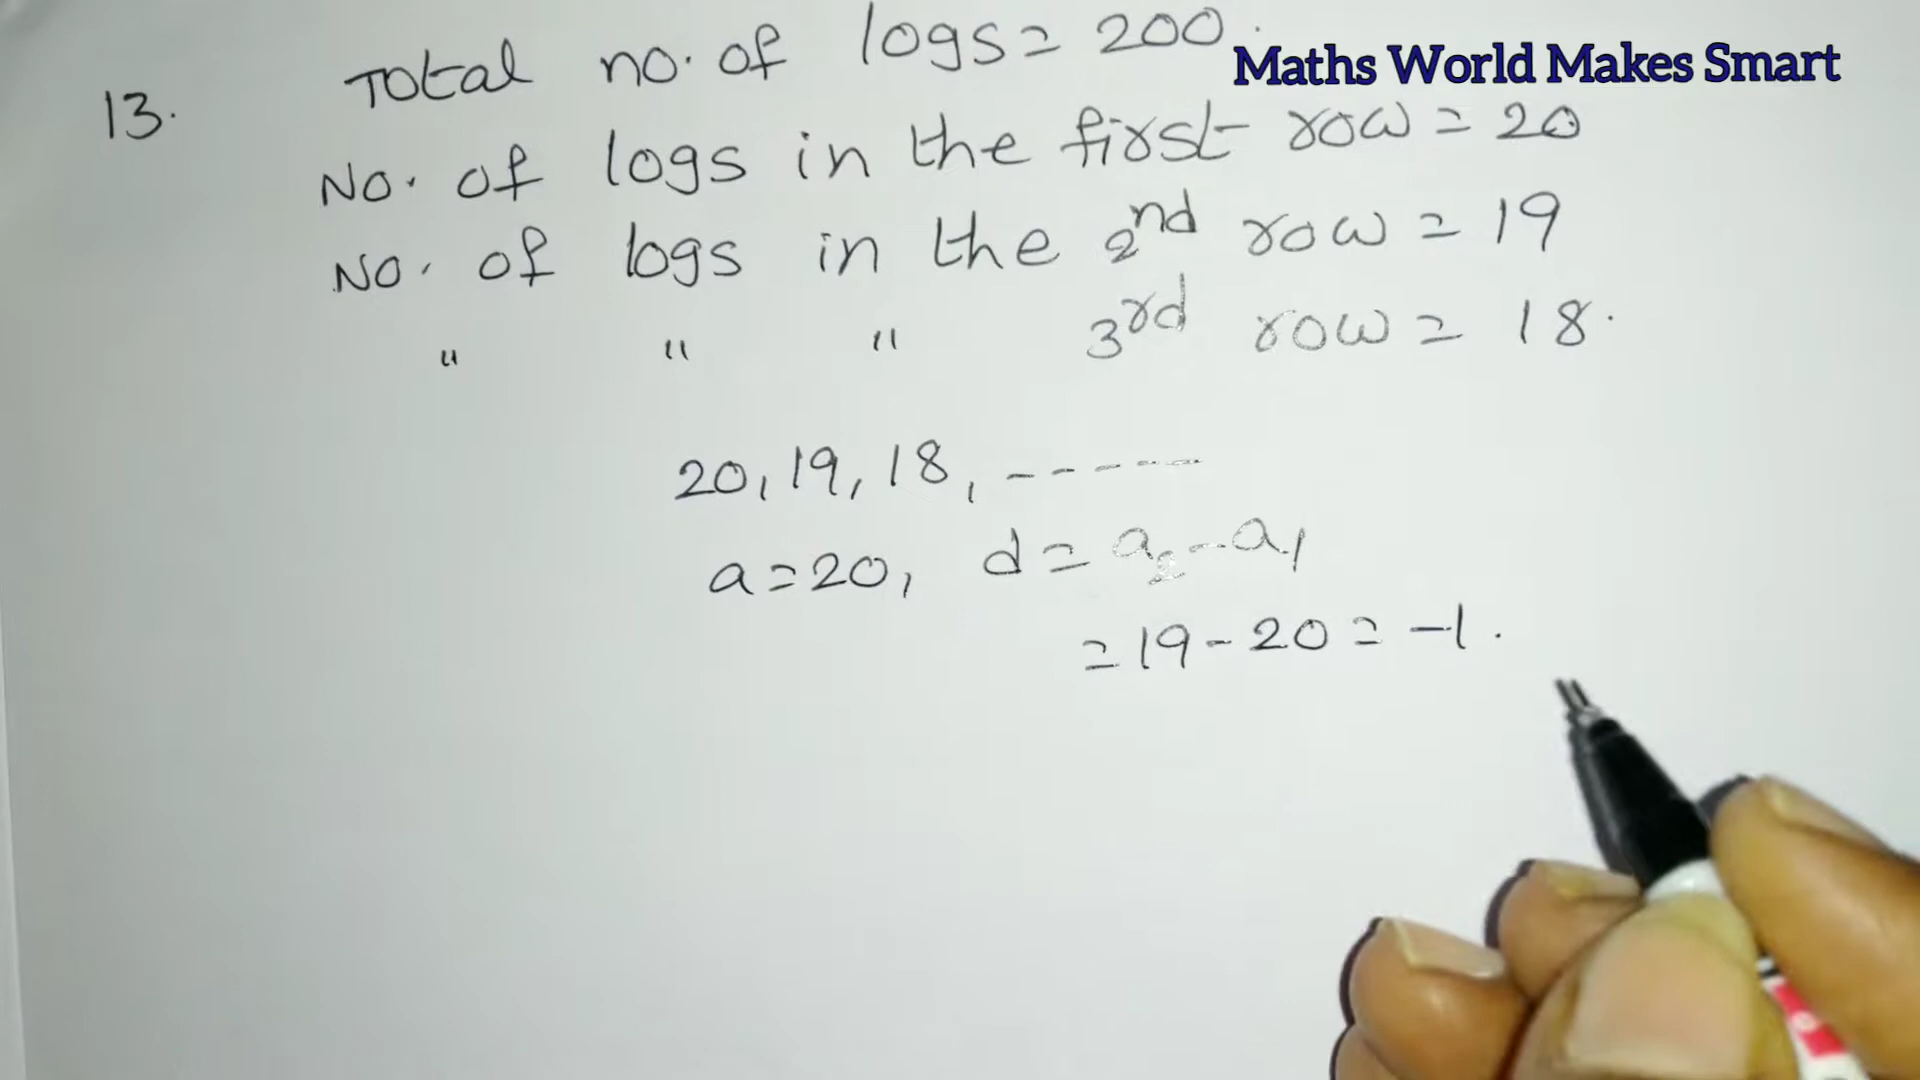 Total no. of logs = 200.
Maths World Makes Smart
13.
No. of logs in the first row = 20
No. of logs in the 2nd row = 19
" " " 3rd row = 18.
20, 19, 18, ------
a = 20, d = a₂ - a₁
= 19 - 20 = -1.